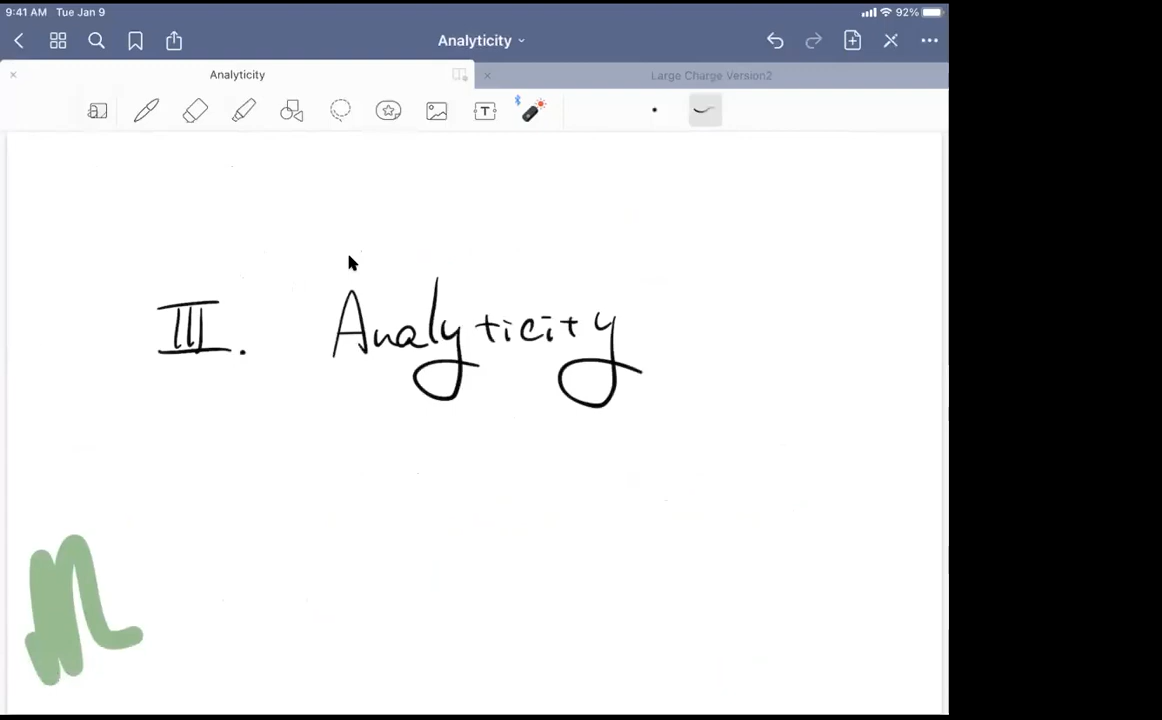 9:41 AM Tue Jan 9 92%
Analyticity
Analyticity Large Charge Version2
III. Analyticity